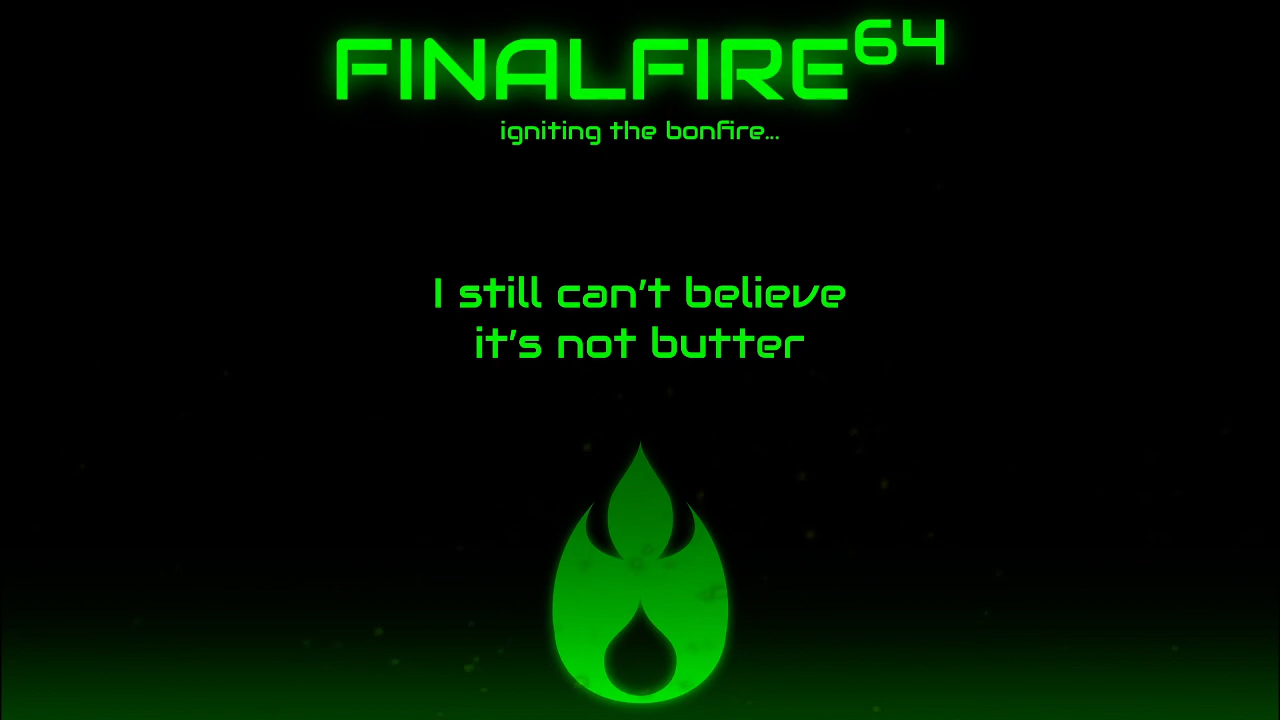 FINALFIRE64
igniting the bonfire...
I still can't believe
it's not butter